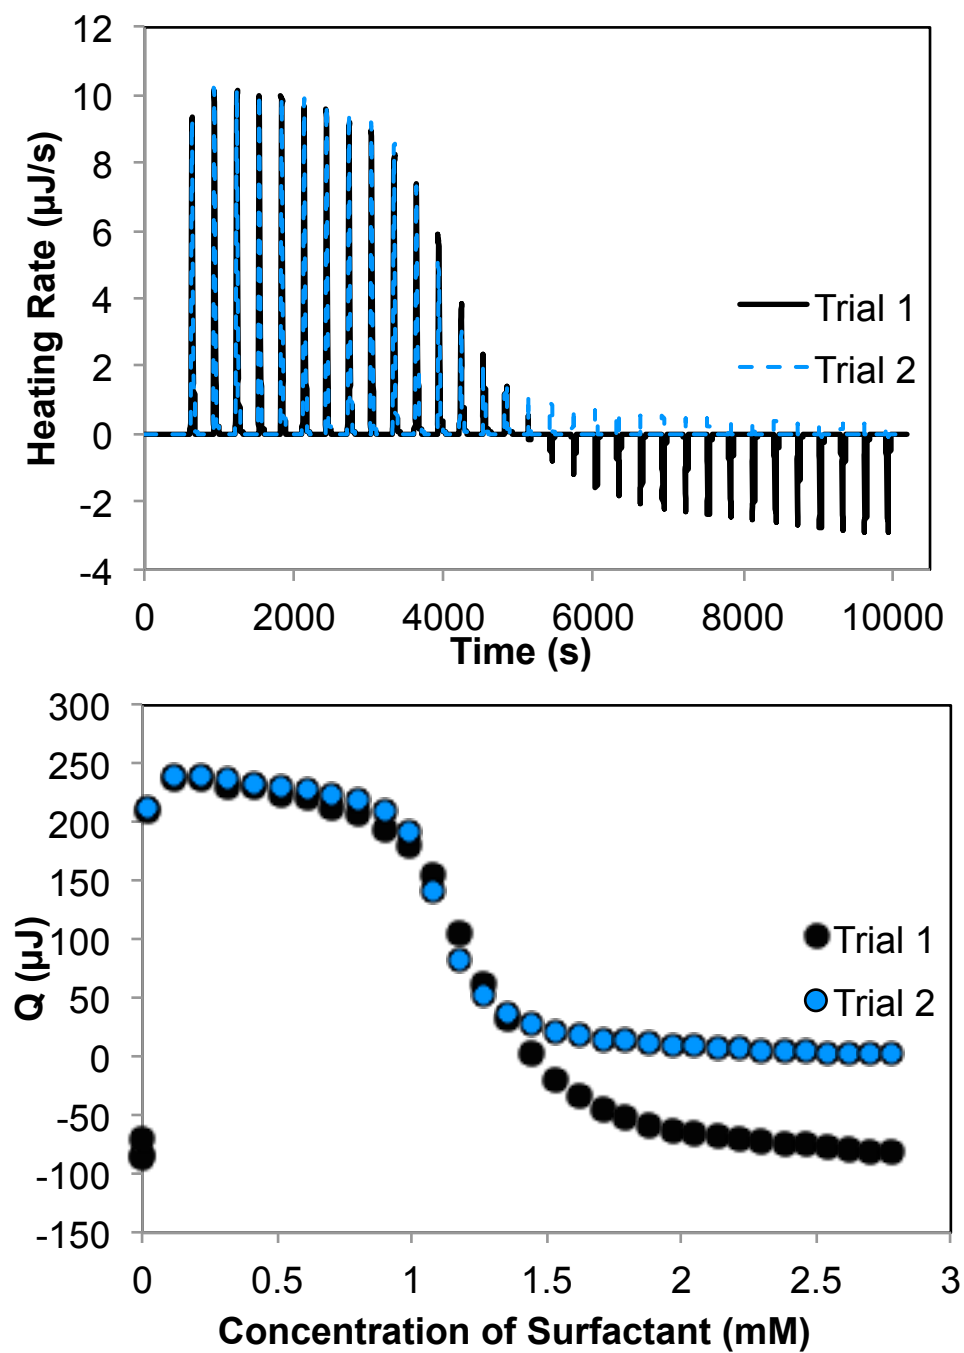 12
10
8
6
4
2
0
-2
-4
Heating Rate (µJ/s)
Trial 1
Trial 2
0 2000 4000 6000 8000 10000
Time (s)
300
250
200
150
100
50
0
-50
-100
-150
Q (µJ)
Trial 1
Trial 2
0 0.5 1 1.5 2 2.5 3
Concentration of Surfactant (mM)